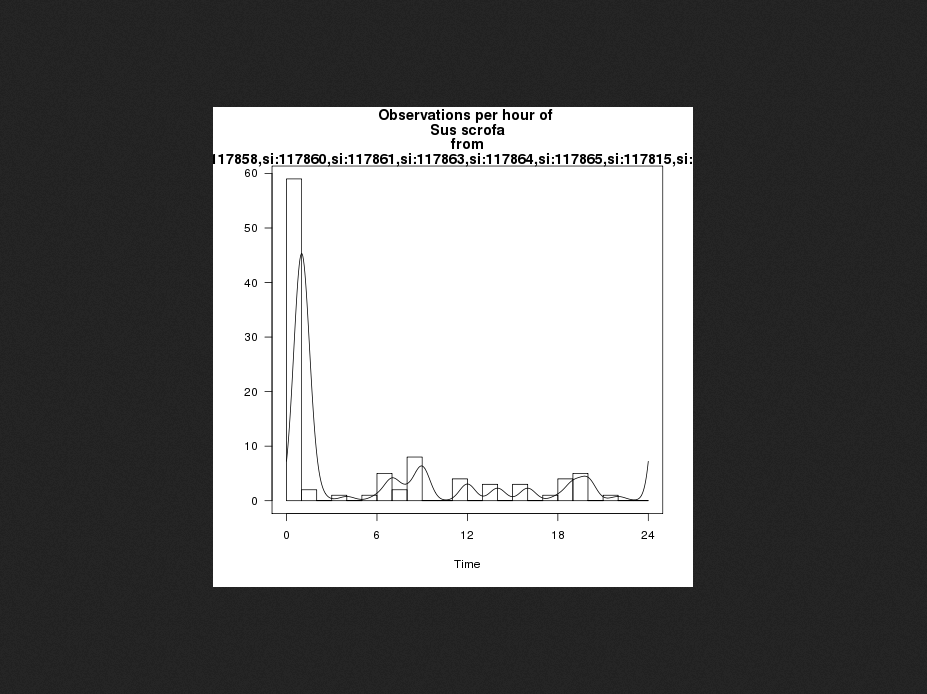 Observations per hour of
Sus scrofa
from
117858,si:117860,si:117861,si:117863,si:117864,si:117865,si:117815,si:
60
50
40
30
20
10
0
0 6 12 18 24
Time